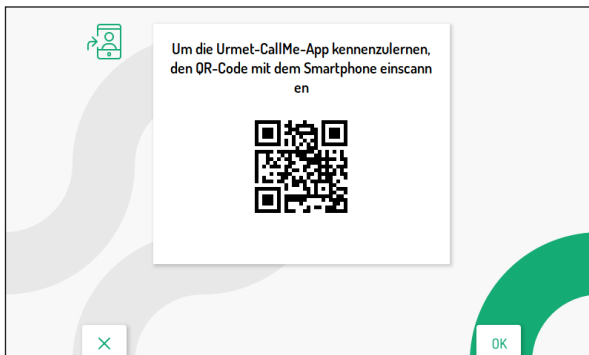 Um die Urmet-CallMe-App kennenzulernen,
den QR-Code mit dem Smartphone einscann
en
OK